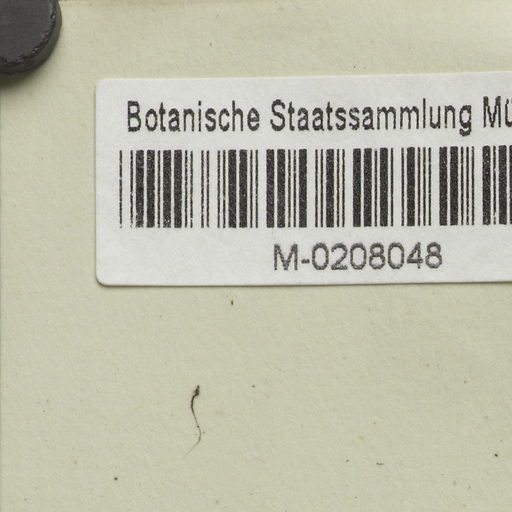 Botanische Staatssammlung Mü
M-0208048